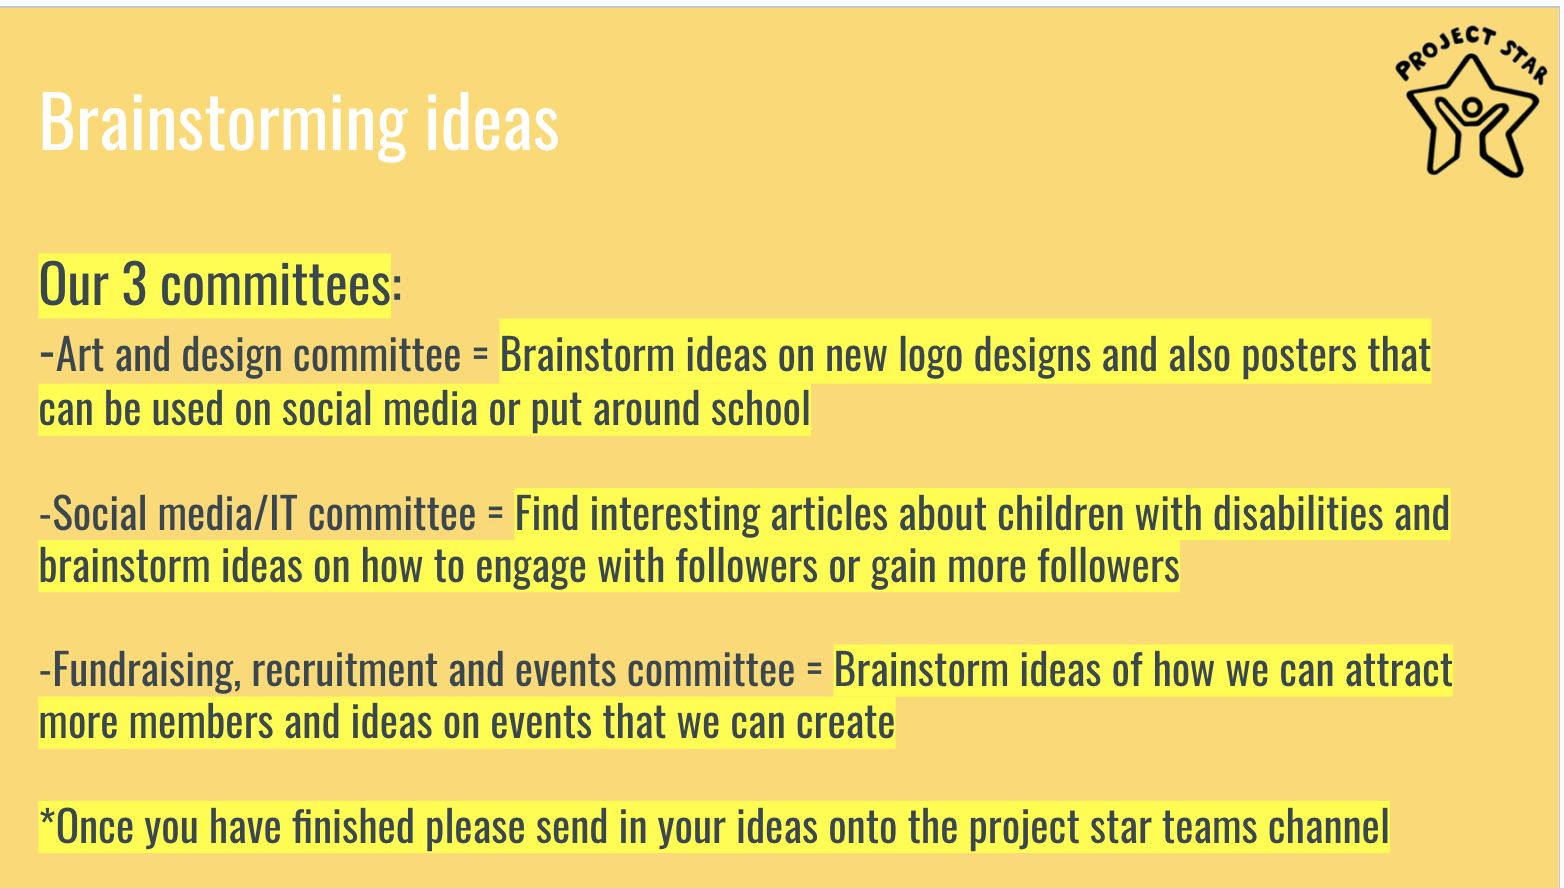 PROJECT STAR
Brainstorming ideas
Our 3 committees:
-Art and design committee = Brainstorm ideas on new logo designs and also posters that
can be used on social media or put around school
-Social media/IT committee = Find interesting articles about children with disabilities and
brainstorm ideas on how to engage with followers or gain more followers
-Fundraising, recruitment and events committee = Brainstorm ideas of how we can attract
more members and ideas on events that we can create
*Once you have finished please send in your ideas onto the project star teams channel